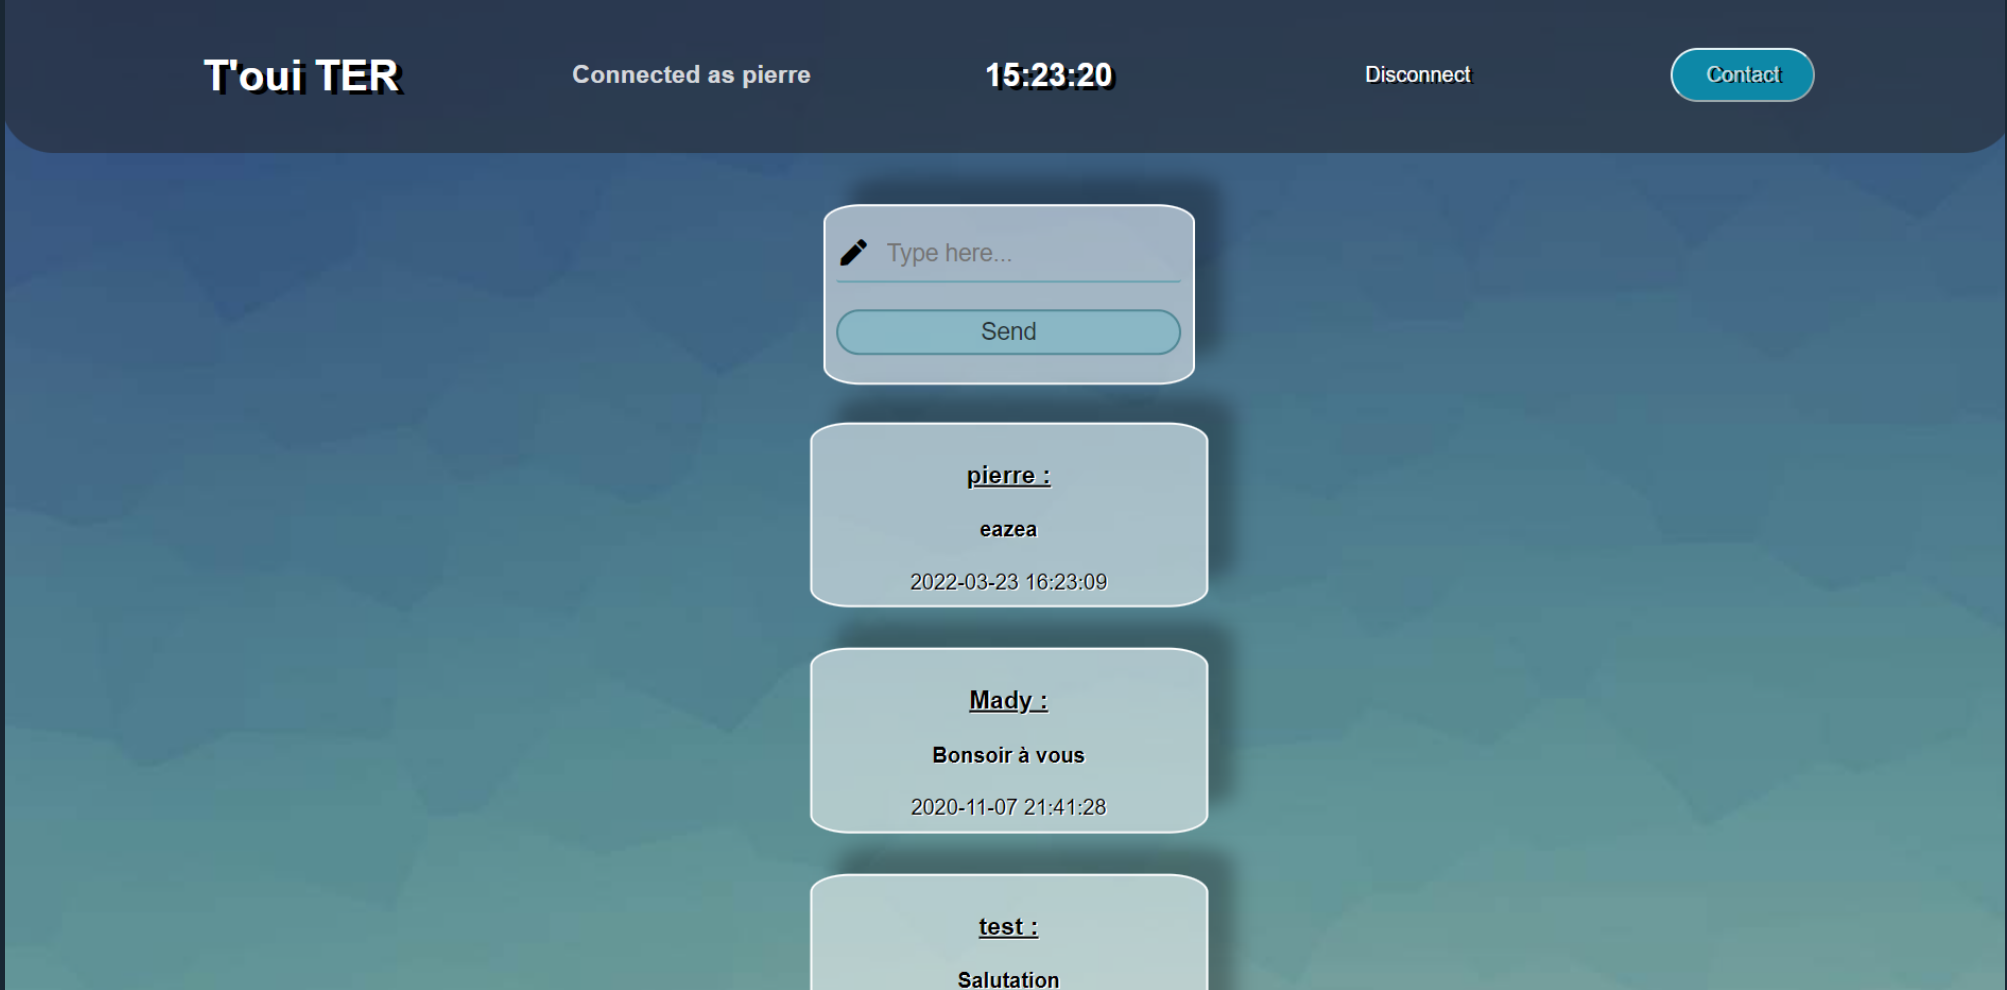 T'oui TER
Connected as pierre
15:23:20
Disconnect
Contact
Type here...
Send
pierre :
eazea
2022-03-23 16:23:09
Mady :
Bonsoir à vous
2020-11-07 21:41:28
test :
Salutation